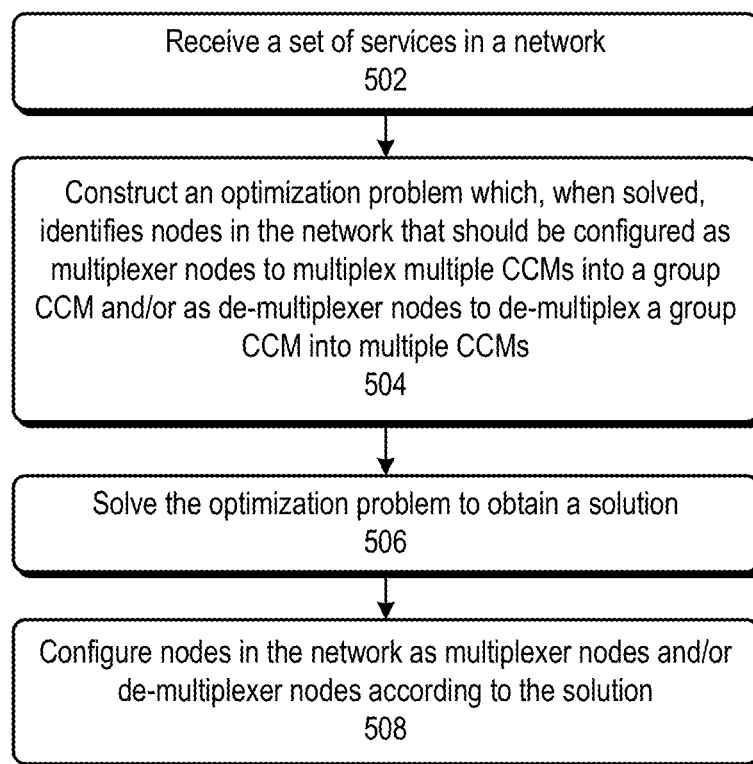 Receive a set of services in a network
502
Construct an optimization problem which, when solved,
identifies nodes in the network that should be configured as
multiplexer nodes to multiplex multiple CCMs into a group
CCM and/or as de-multiplexer nodes to de-multiplex a group
CCM into multiple CCMs
504
Solve the optimization problem to obtain a solution
506
Configure nodes in the network as multiplexer nodes and/or
de-multiplexer nodes according to the solution
508